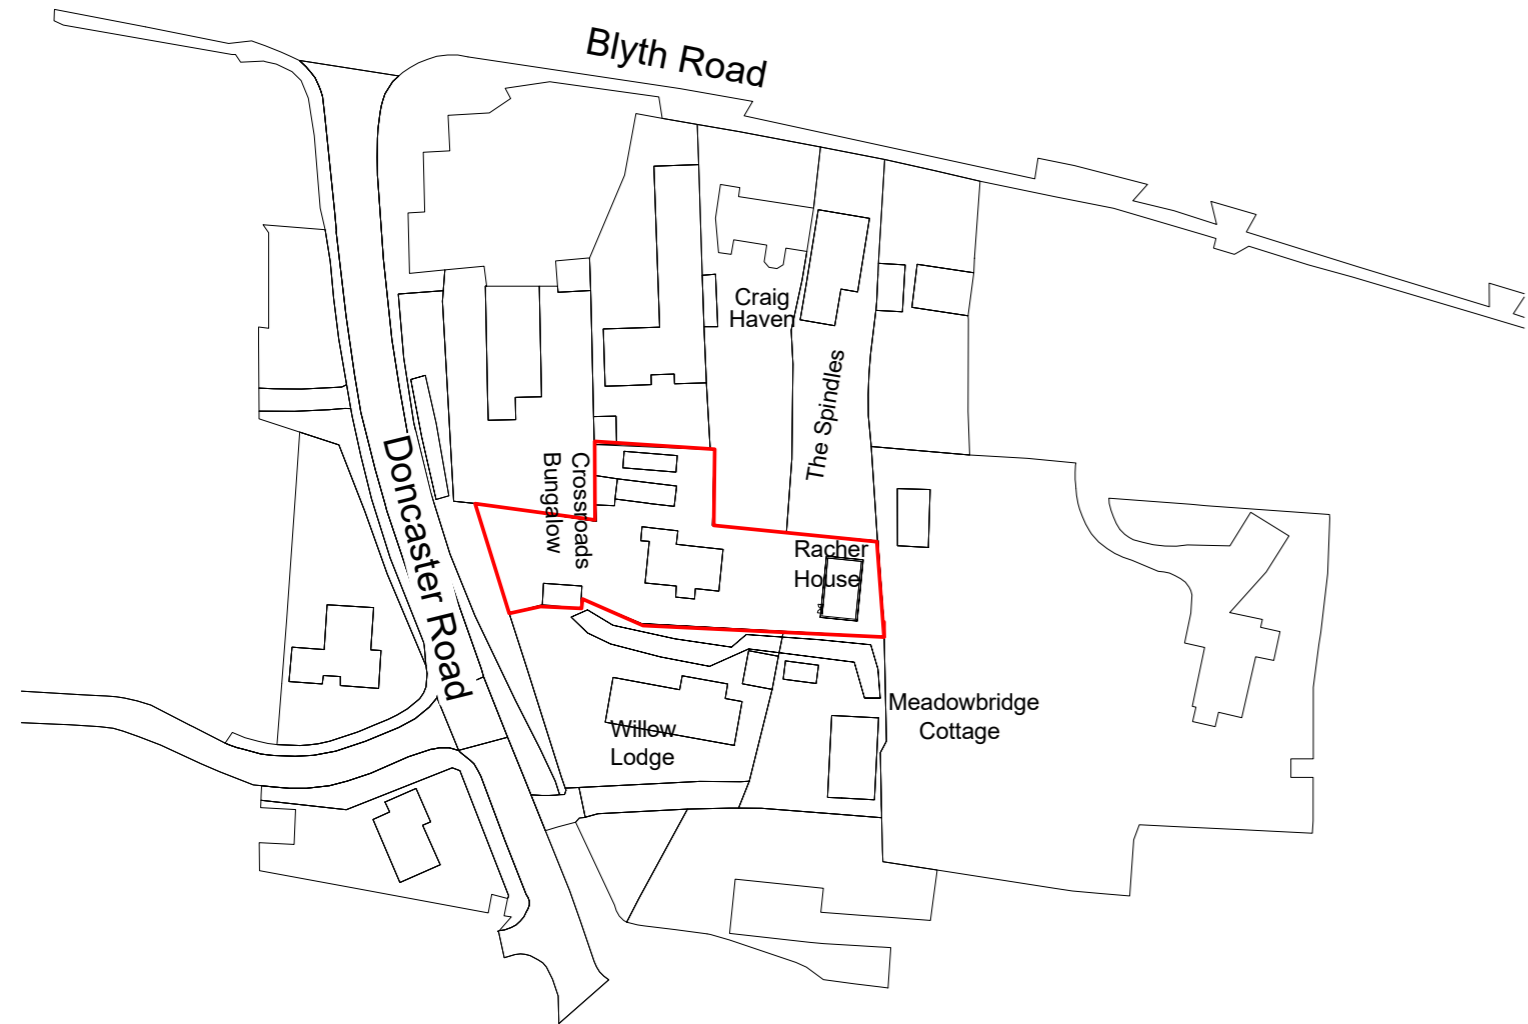 Blyth Road
Craig
Haven
The Spindles
Crossroads
Bungalow
Doncaster Road
Racher
House
Meadowbridge
Cottage
Willow
Lodge